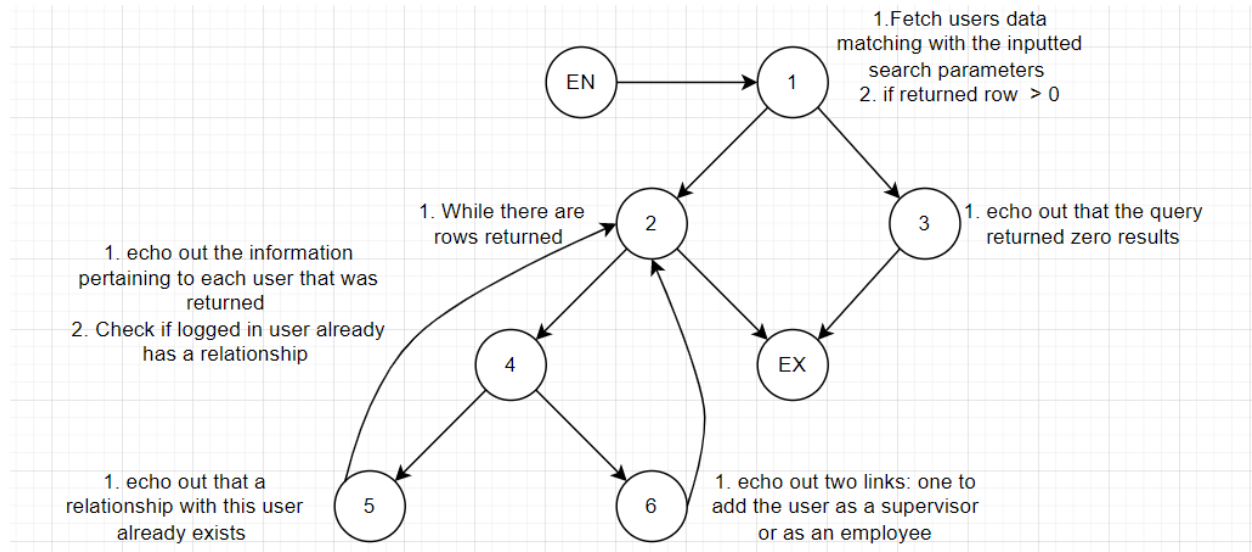 1.Fetch users data
matching with the inputted
search parameters
2. if returned row > 0
EN
1
1. While there are
rows returned
2
3
1. echo out that the query
returned zero results
1. echo out the information
pertaining to each user that was
returned
2. Check if logged in user already
has a relationship
4
EX
1. echo out that a
relationship with this user
already exists
5
6
1. echo out two links: one to
add the user as a supervisor
or as an employee